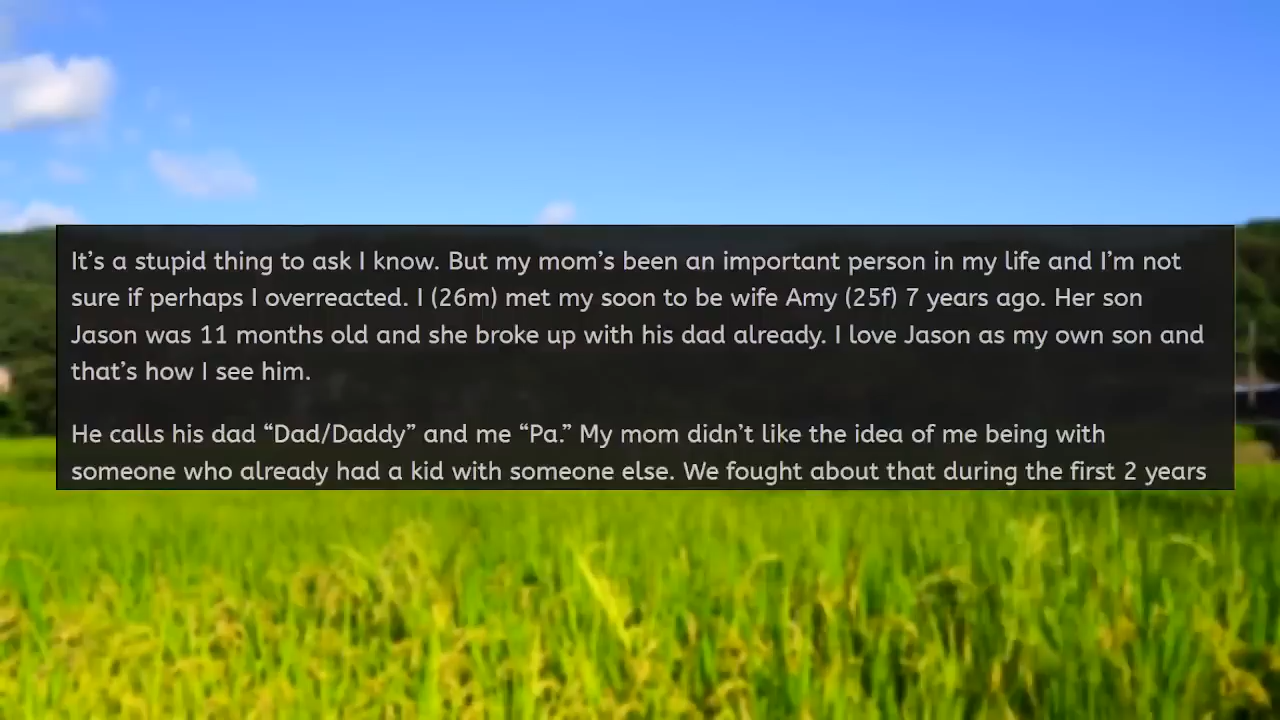 It’s a stupid thing to ask I know. But my mom’s been an important person in my life and I’m not
sure if perhaps I overreacted. I (26m) met my soon to be wife Amy (25f) 7 years ago. Her son
Jason was 11 months old and she broke up with his dad already. I love Jason as my own son and
that’s how I see him.
He calls his dad “Dad/Daddy” and me “Pa.” My mom didn’t like the idea of me being with
someone who already had a kid with someone else. We fought about that during the first 2 years